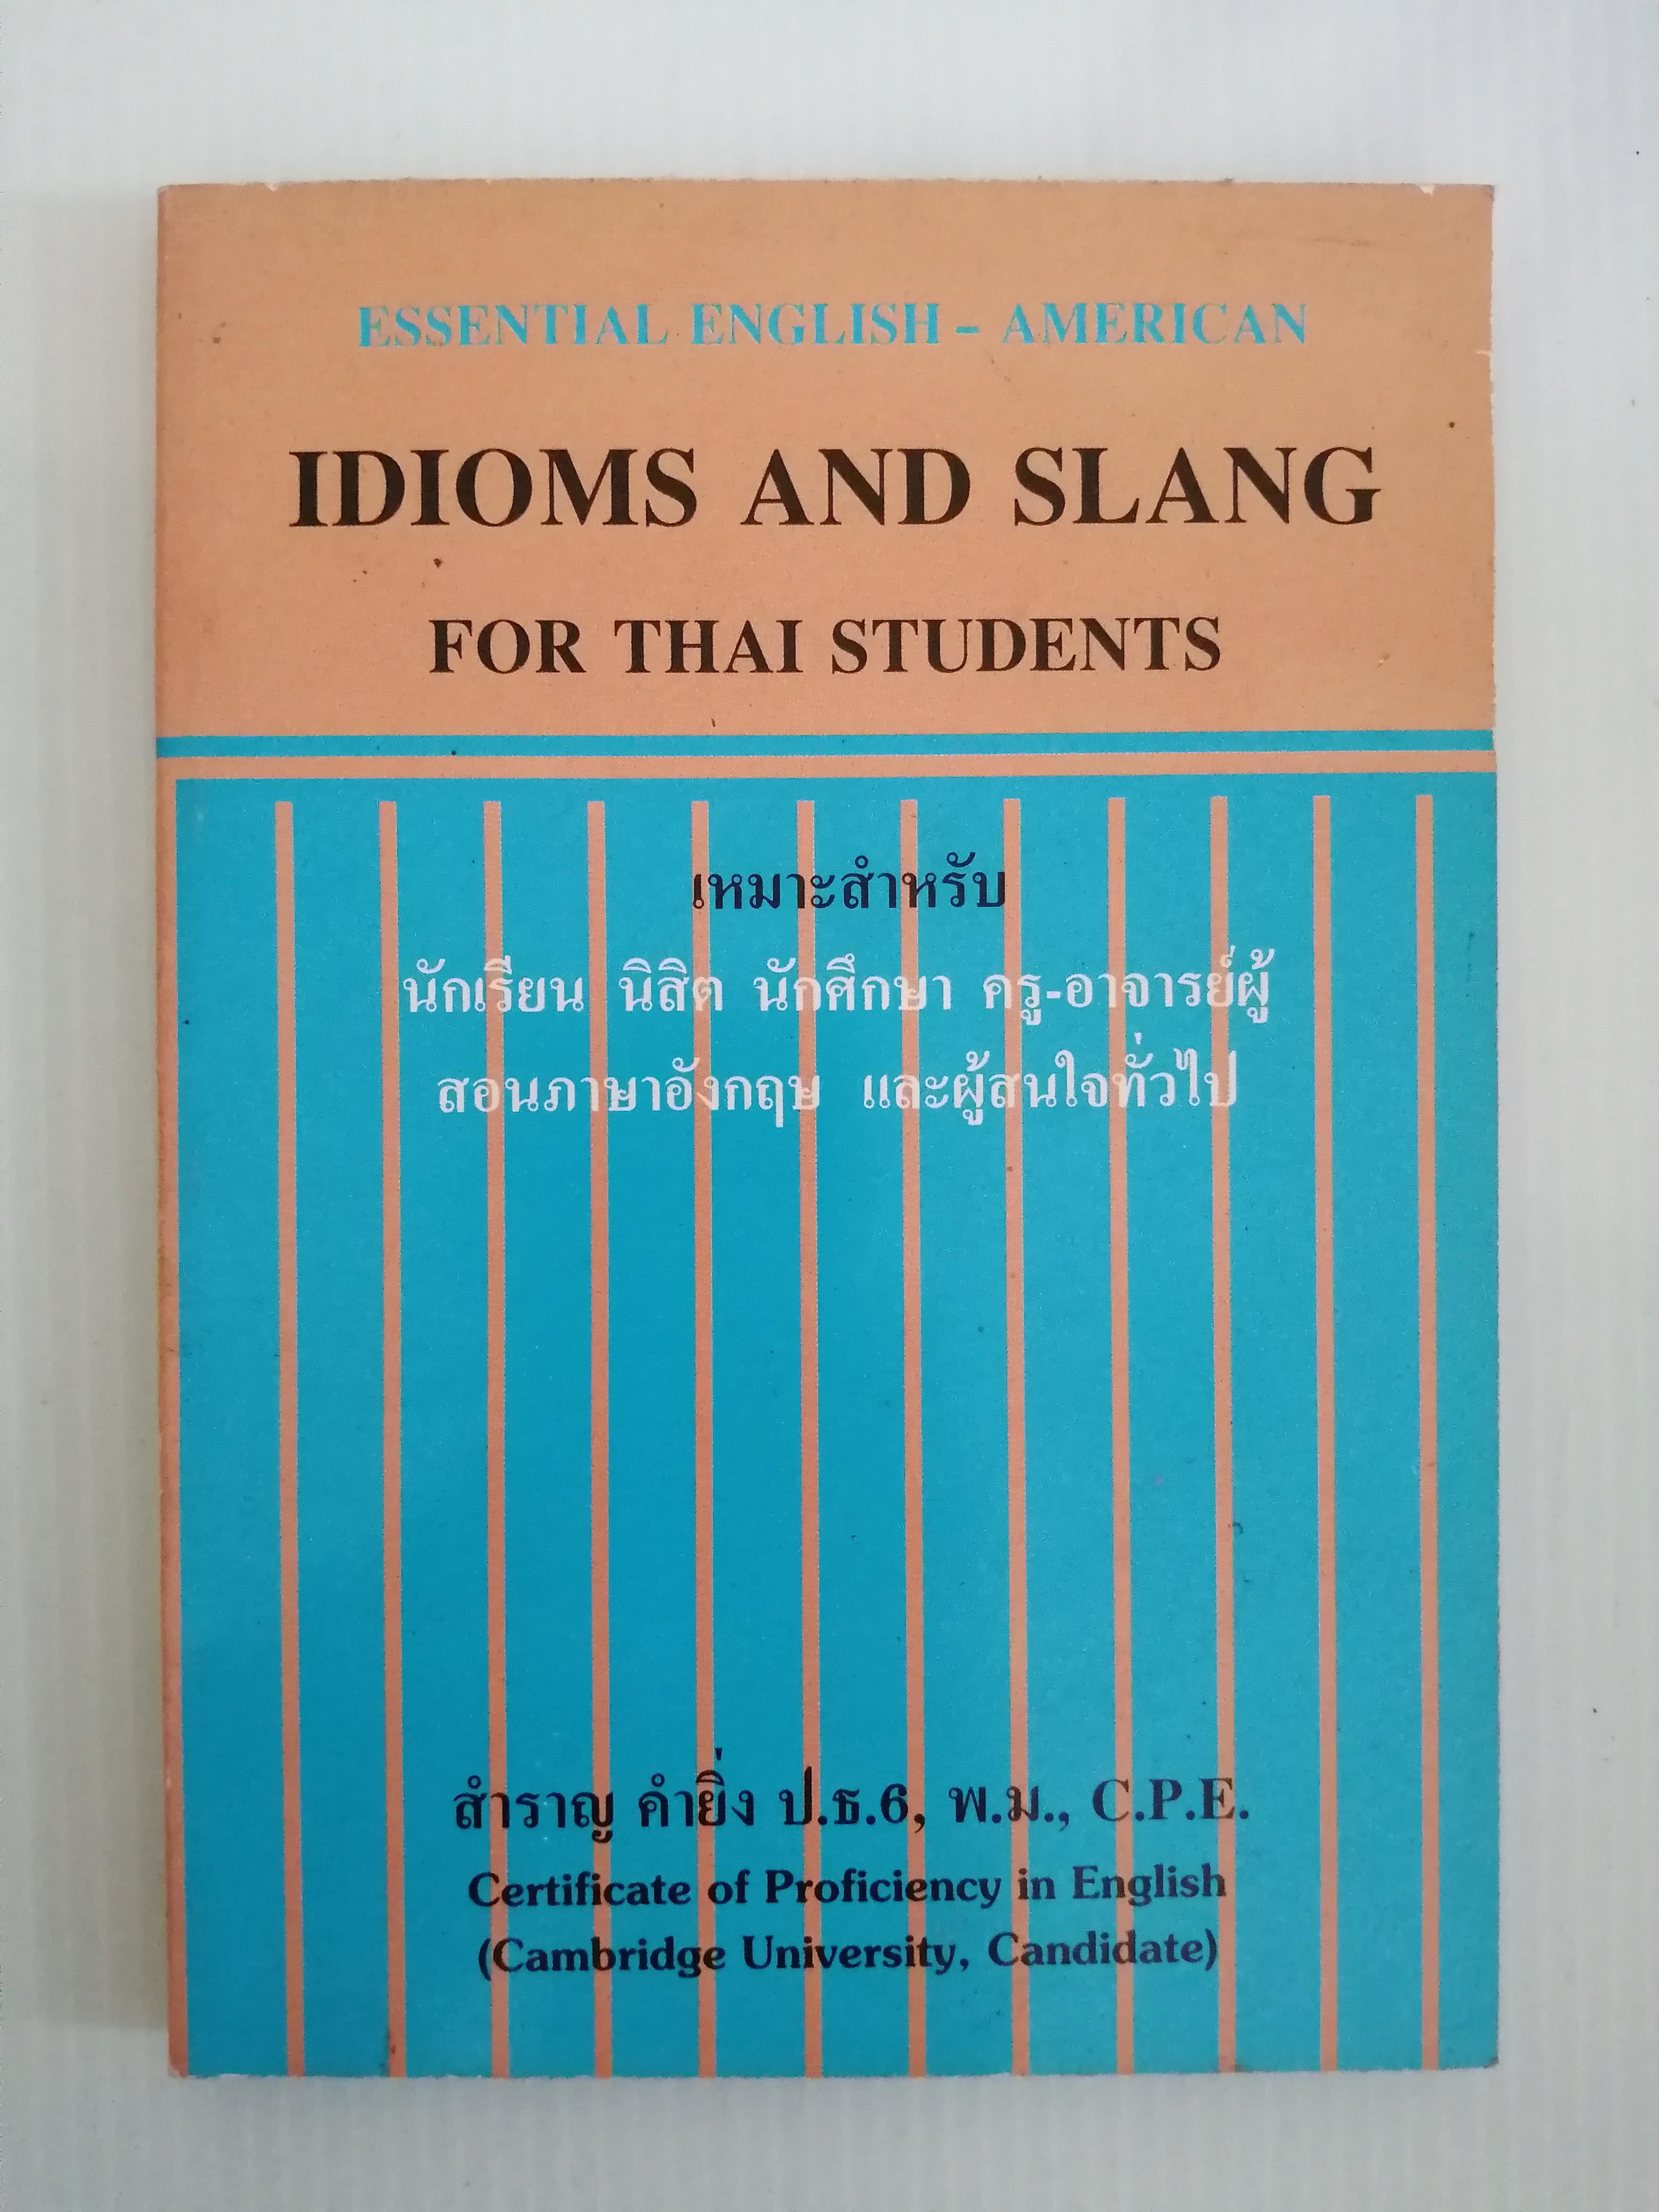 ESSENTIAL ENGLISH – AMERICAN
IDIOMS AND SLANG
FOR THAI STUDENTS
เหมาะสำหรับ
นักเรียน นิสิต นักศึกษา ครู-อาจารย์ผู้
สอนภาษาอังกฤษ และผู้สนใจทั่วไป
สำราญ คำยิ่ง ป.ธ.6, พ.ม., C.P.E.
Certificate of Proficiency in English
(Cambridge University, Candidate)